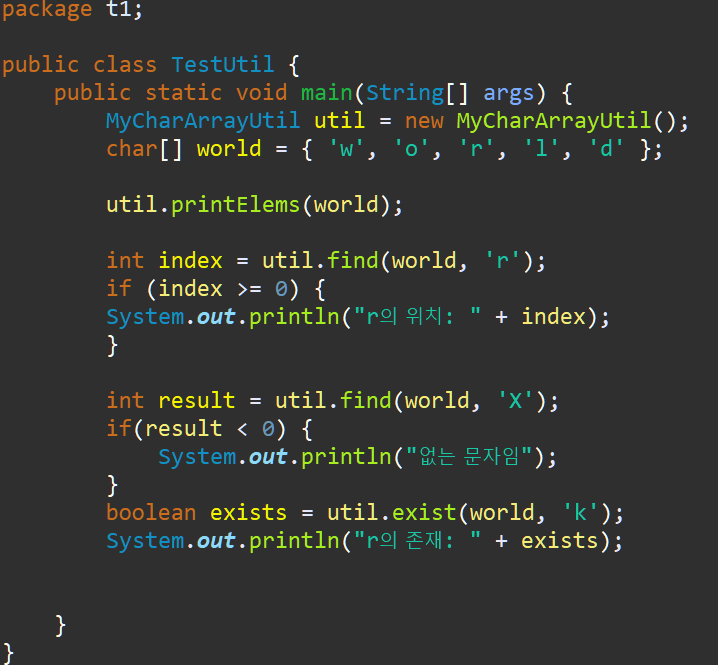 package t1;
public class TestUtil {
    public static void main(String[] args) {
        MyCharArrayUtil util = new MyCharArrayUtil();
        char[] world = { 'w', 'o', 'r', 'l', 'd' };
        util.printElems(world);
        int index = util.find(world, 'r');
        if (index >= 0) {
        System.out.println("r의 위치: " + index);
        }
        int result = util.find(world, 'X');
        if(result < 0) {
            System.out.println("없는 문자임");
        }
        boolean exists = util.exist(world, 'k');
        System.out.println("r의 존재: " + exists);
    }
}